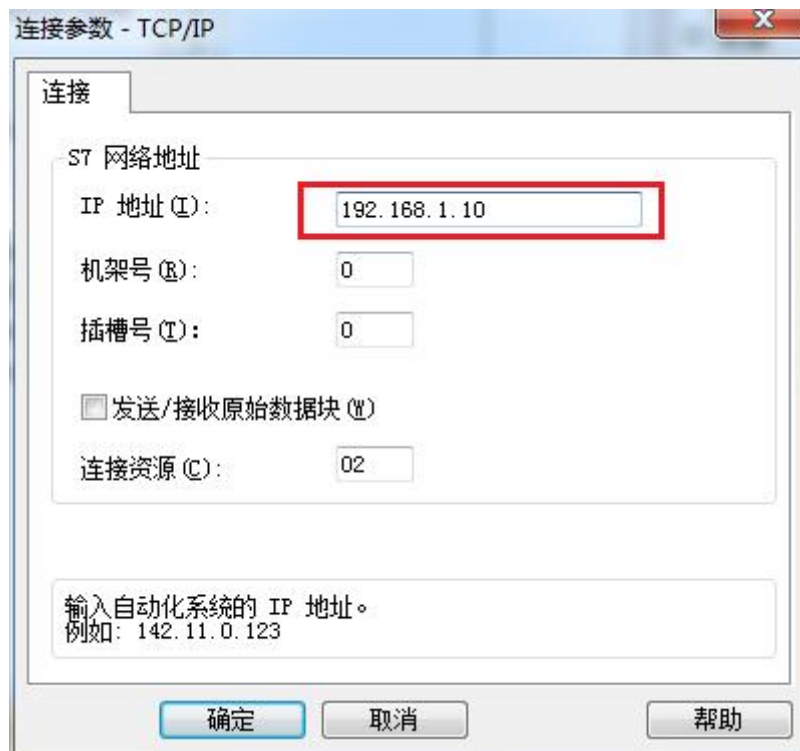 连接参数 - TCP/IP
连接
S7 网络地址
IP 地址(I): 192.168.1.10
机架号(R): 0
插槽号(T): 0
发送/接收原始数据块(W)
连接资源(C): 02
输入自动化系统的 IP 地址。
例如: 142.11.0.123
确定 取消 帮助